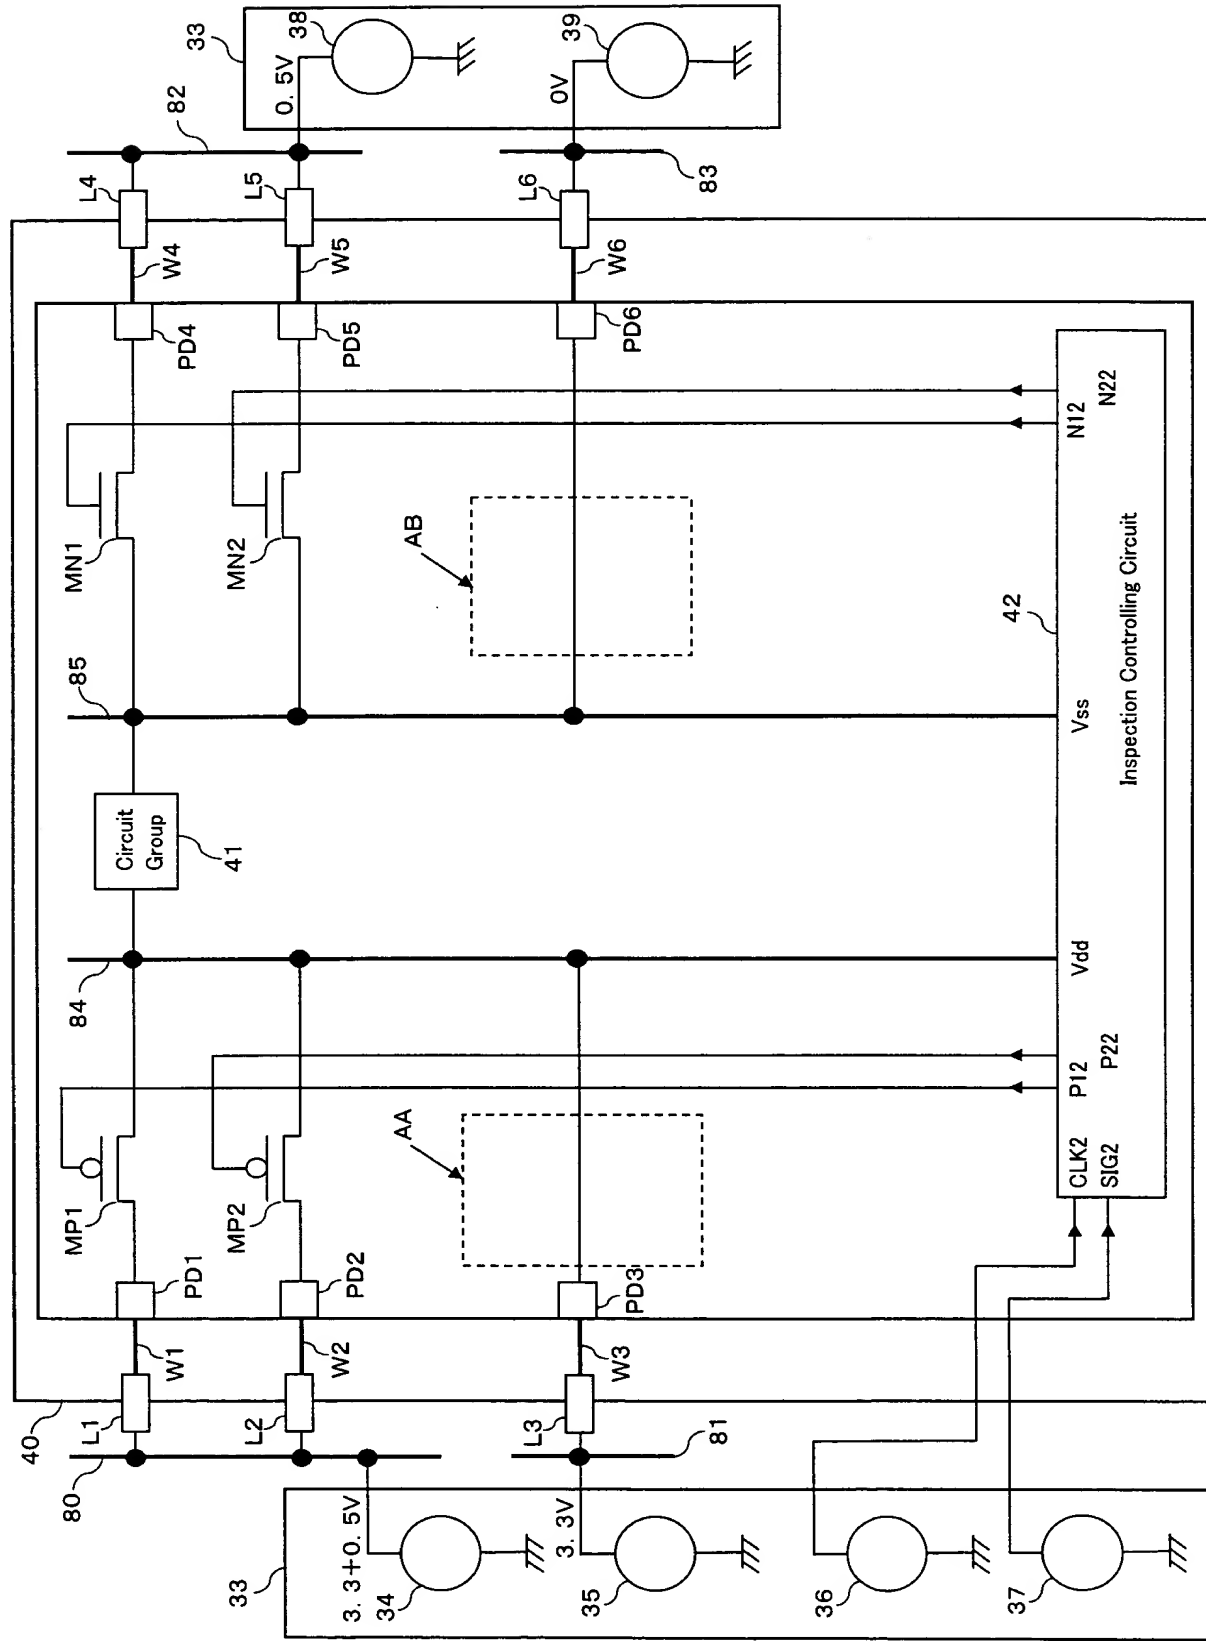 33
38
0. 5V
39
0V
82
83
L4
L5
L6
W4
W5
W6
PD4
PD5
PD6
MN1
MN2
N12
N22
AB
85
42
Vss
Inspection Controlling Circuit
Circuit
Group
41
84
Vdd
P12
P22
AA
MP1
MP2
CLK2
SIG2
PD1
PD2
PD3
W1
W2
W3
40
L1
L2
L3
80
81
33
3. 3+0. 5V
34
3. 3V
35
36
37